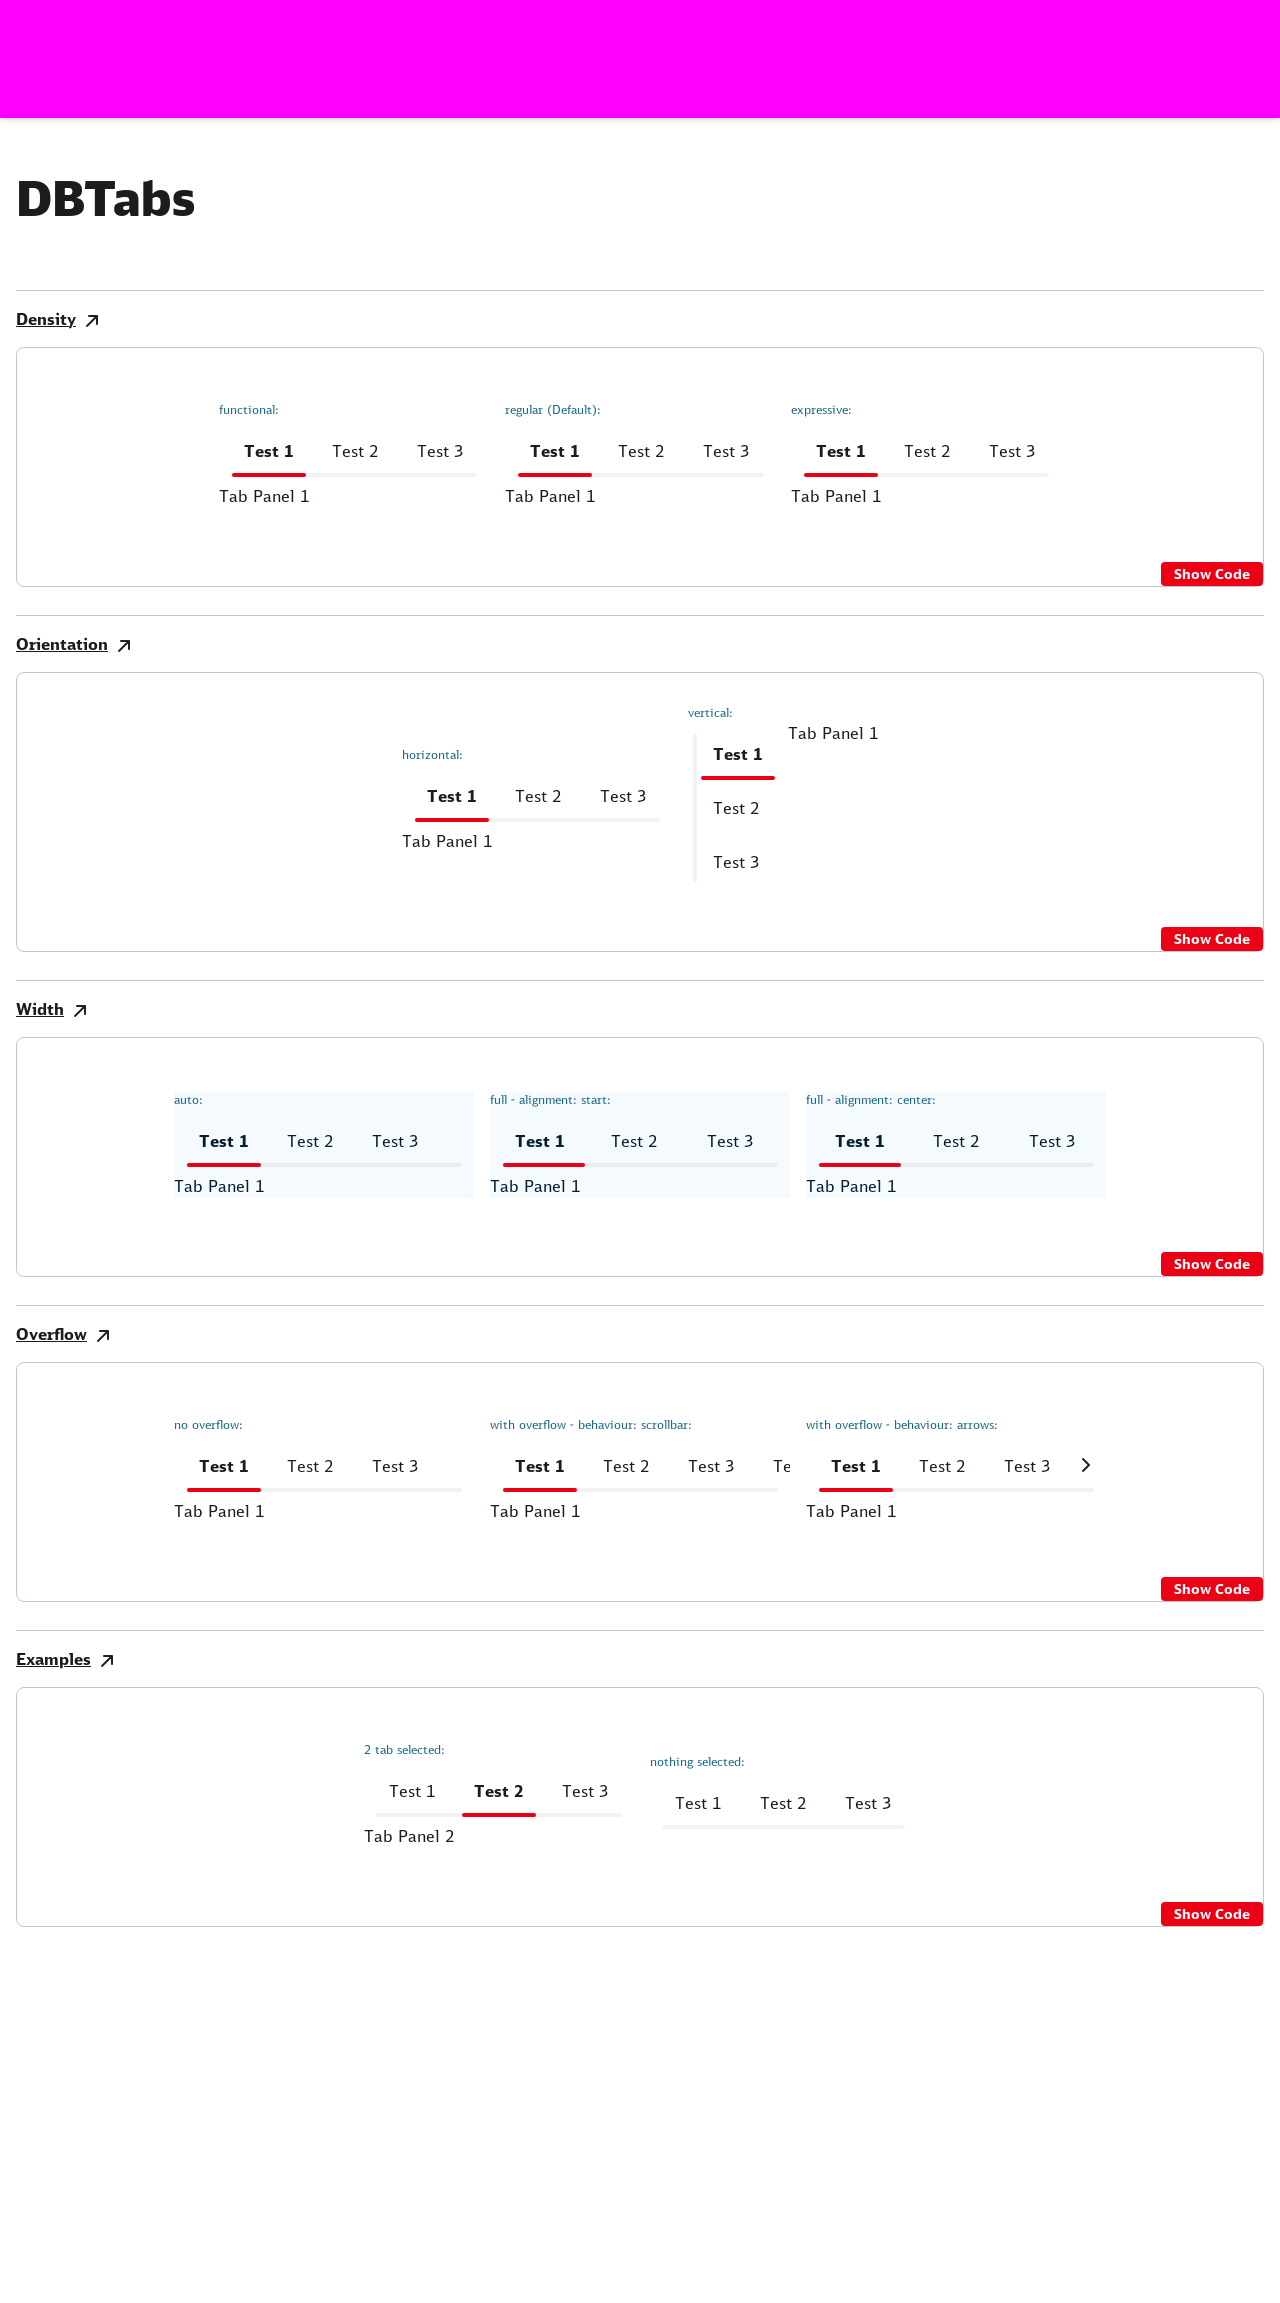 DBTabs
Density
functional: regular (Default): expressive:
Test 1 Test 2 Test 3 Test 1 Test 2 Test 3 Test 1 Test 2 Test 3
Tab Panel 1 Tab Panel 1 Tab Panel 1
Show Code
Orientation
horizontal:
Test 1 Test 2 Test 3
Tab Panel 1
vertical:
Tab Panel 1
Test 1
Test 2
Test 3
Show Code
Width
auto: full - alignment: start: full - alignment: center:
Test 1 Test 2 Test 3 Test 1 Test 2 Test 3 Test 1 Test 2 Test 3
Tab Panel 1 Tab Panel 1 Tab Panel 1
Show Code
Overflow
no overflow: with overflow - behaviour: scrollbar: with overflow - behaviour: arrows:
Test 1 Test 2 Test 3 Test 1 Test 2 Test 3 Te Test 1 Test 2 Test 3
Tab Panel 1 Tab Panel 1 Tab Panel 1
Show Code
Examples
2 tab selected:
Test 1 Test 2 Test 3
Tab Panel 2
nothing selected:
Test 1 Test 2 Test 3
Show Code